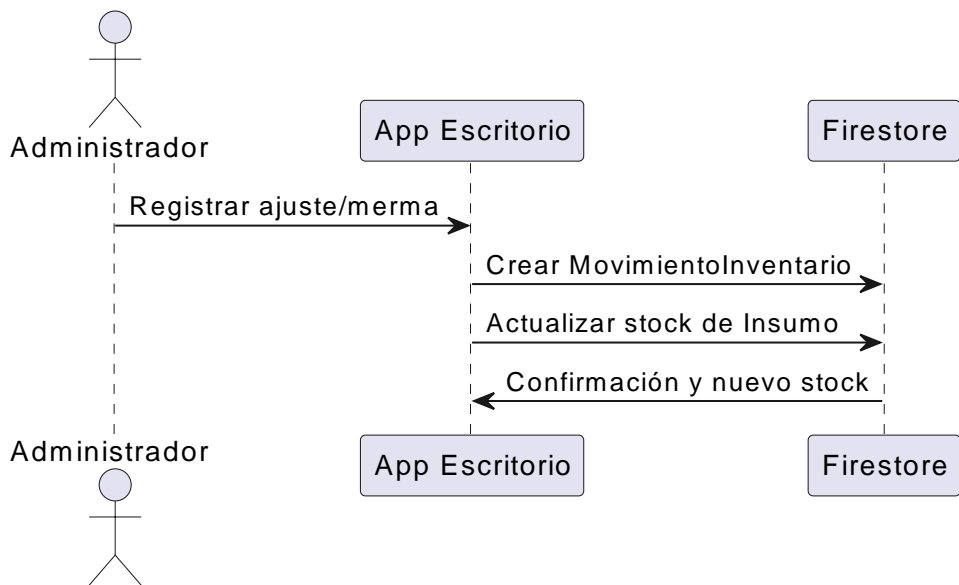 Administrador
App Escritorio
Firestore
Registrar ajuste/merma
Crear MovimientoInventario
Actualizar stock de Insumo
Confirmación y nuevo stock
Administrador
App Escritorio
Firestore